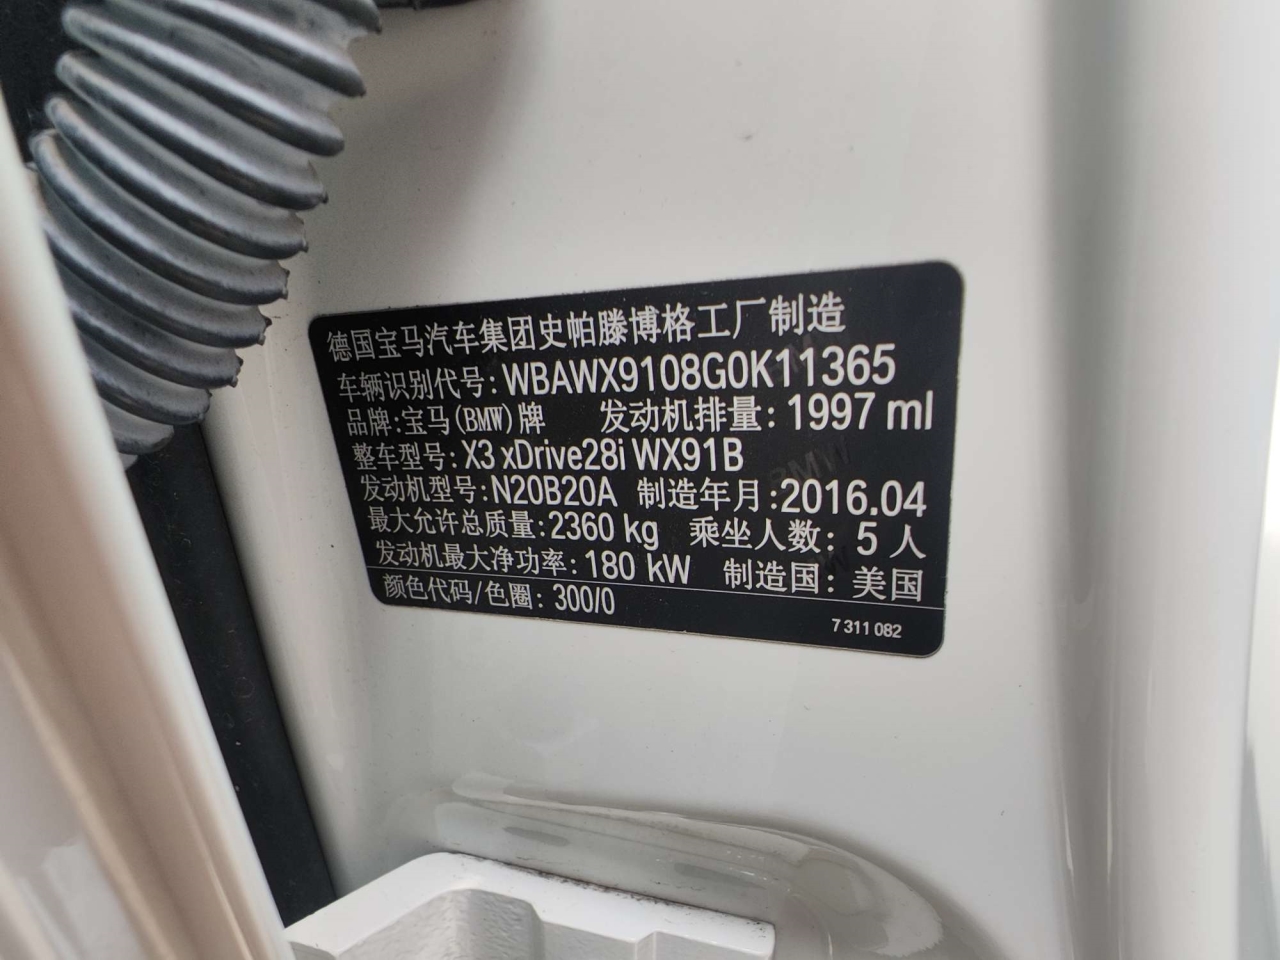 德国宝马汽车集团史帕滕博格工厂制造
车辆识别代号: WBAWX9108G0K11365
品牌:宝马(BMW)牌 发动机排量: 1997 ml
整车型号: X3 xDrive28i WX91B
发动机型号: N20B20A 制造年月:2016.04
最大允许总质量: 2360 kg 乘坐人数: 5 人
发动机最大净功率: 180 kW 制造国: 美国
颜色代码/色圈: 300/0
7 311 082